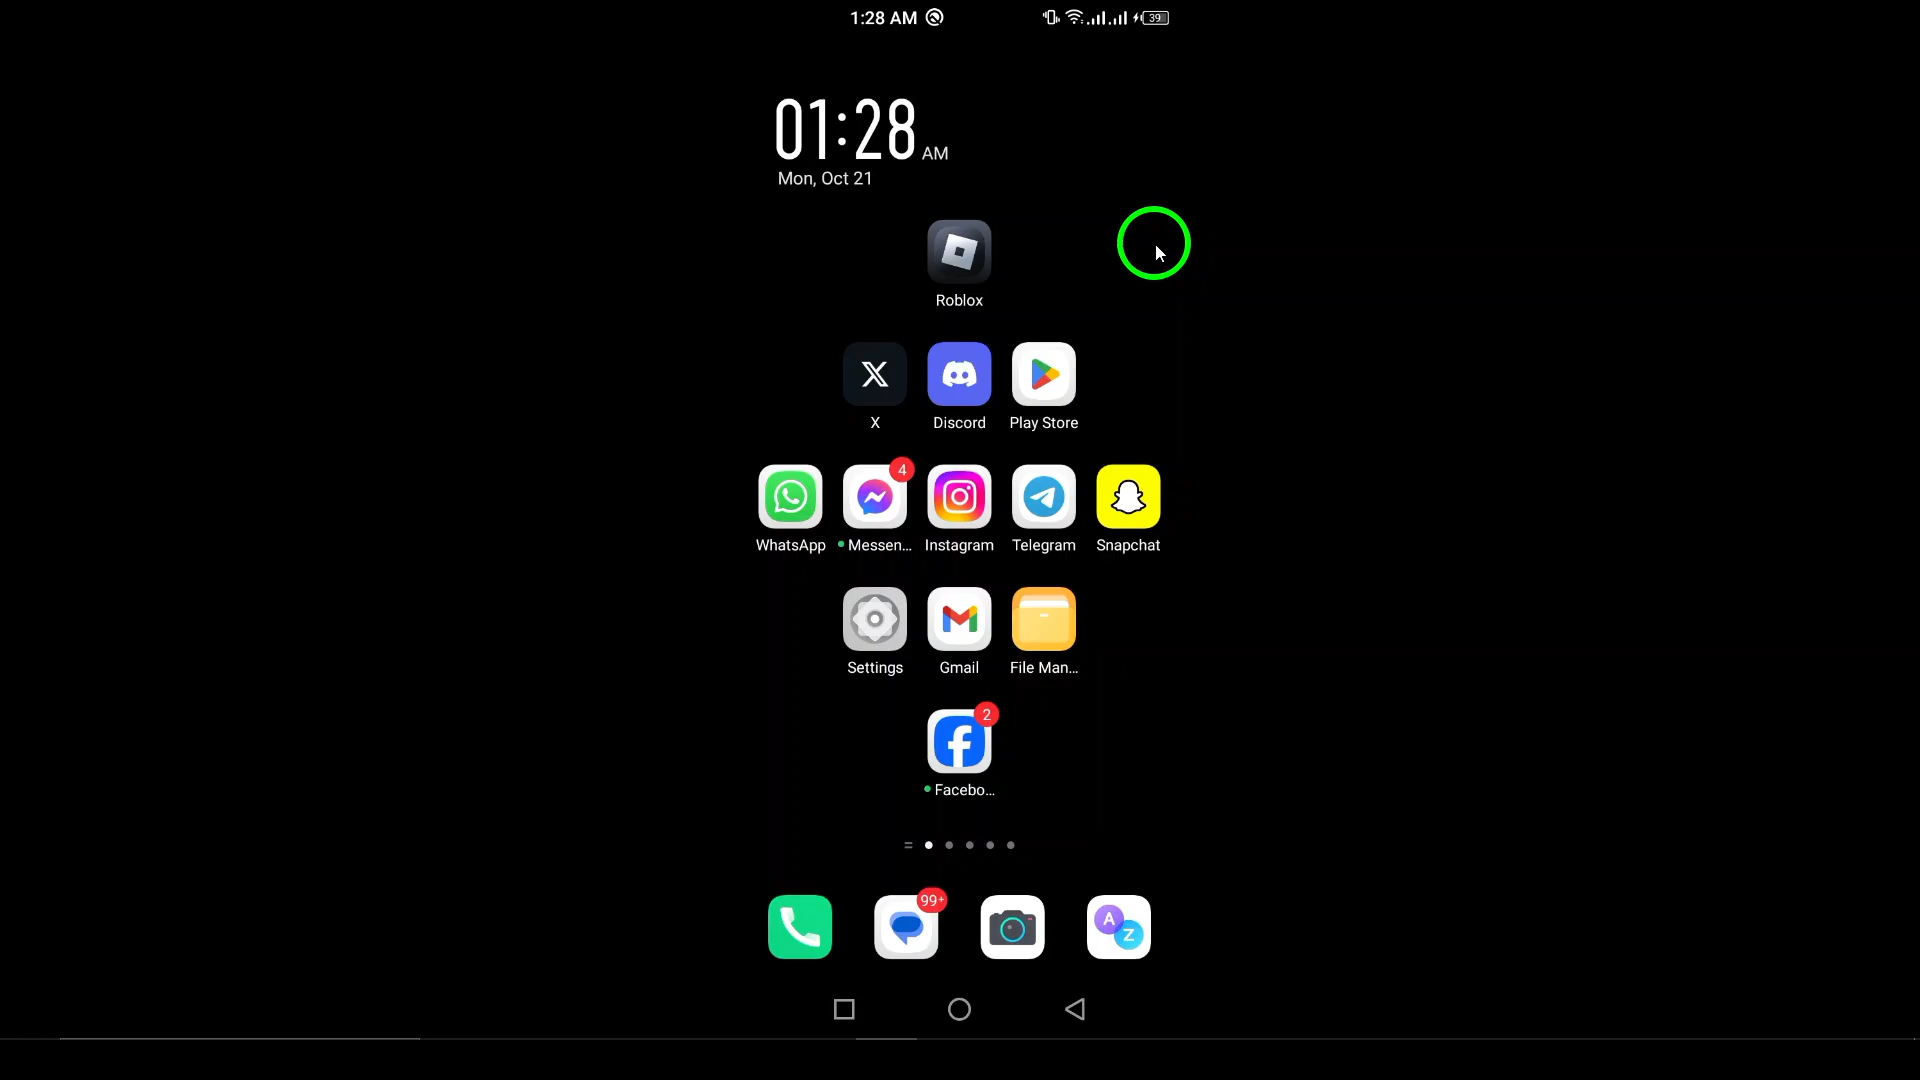 1:28 AM
39
01:28 AM
Mon, Oct 21
Roblox
X
Discord
Play Store
4
WhatsApp
Messen...
Instagram
Telegram
Snapchat
Settings
Gmail
File Man...
2
Facebo...
99+
A
Z